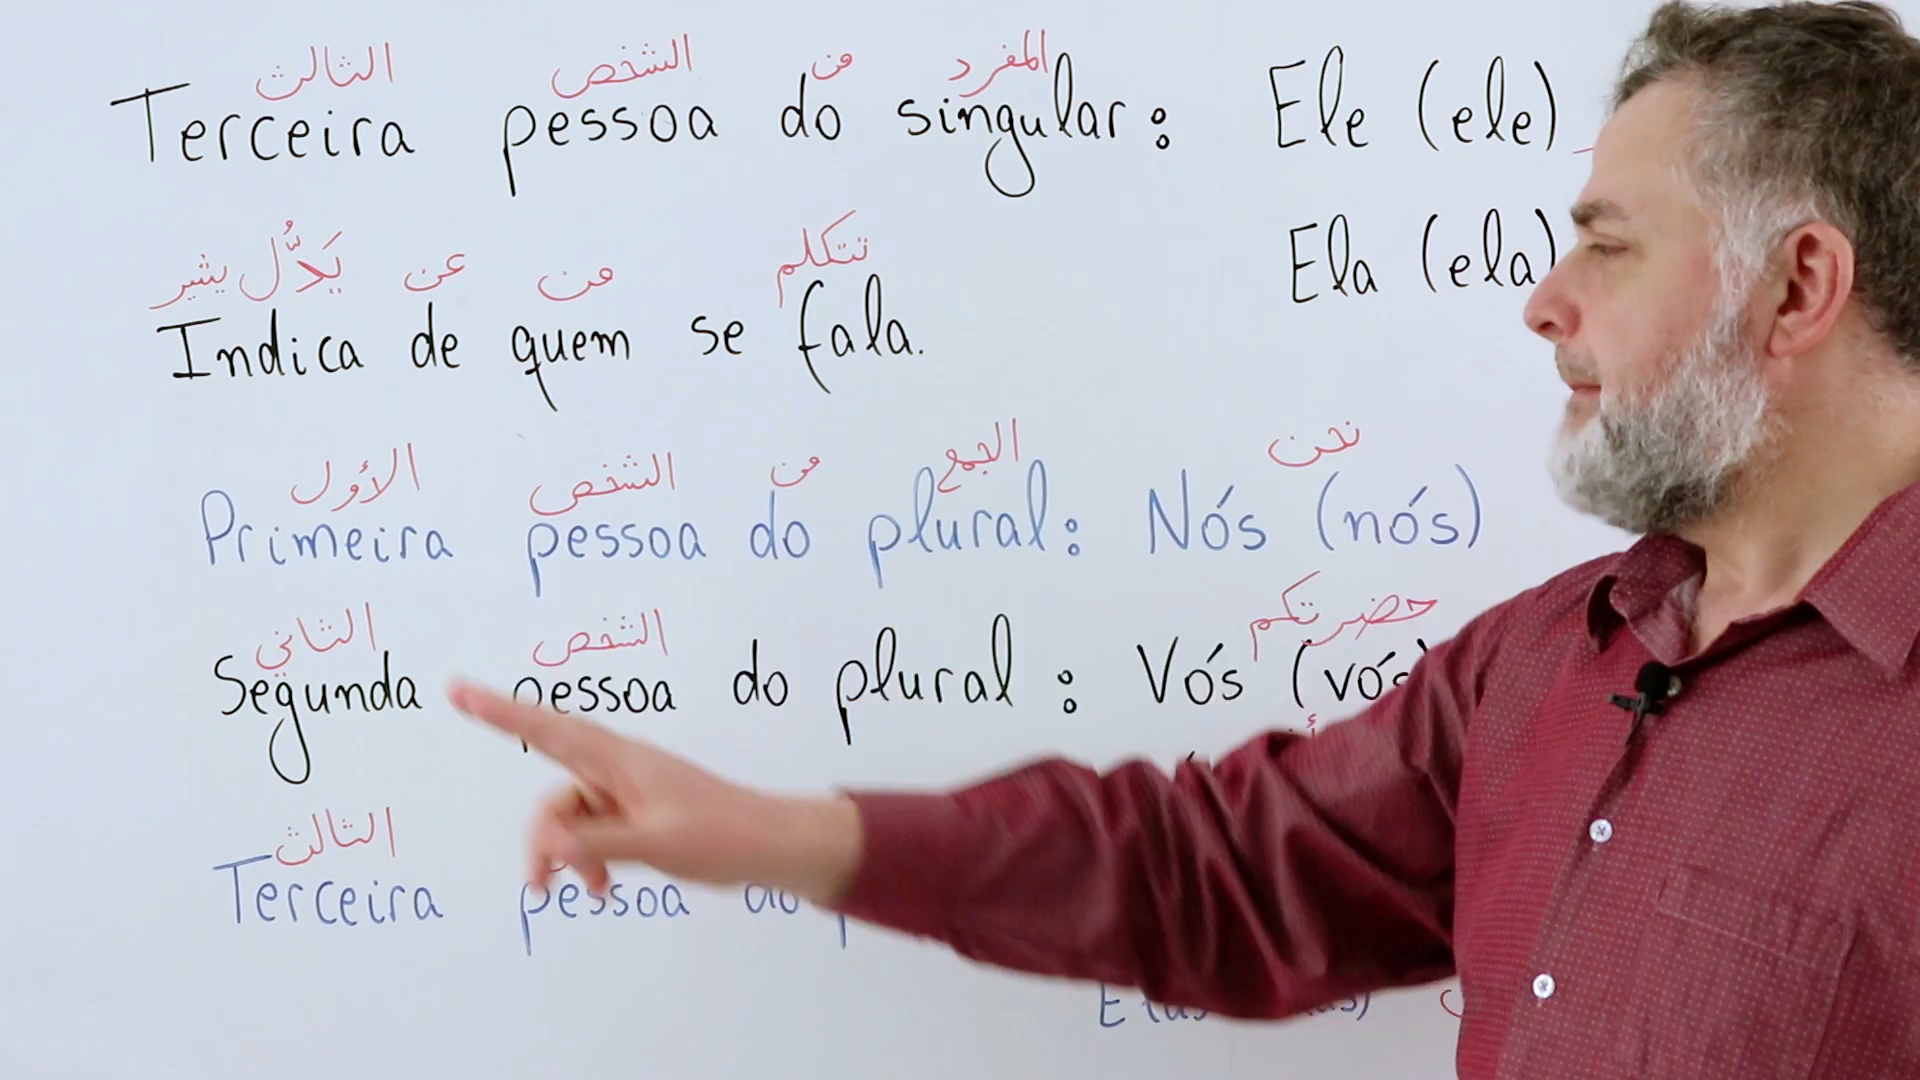 الثالث الشخص من المفرد
Terceira pessoa do singular: Ele (ele)
Ela (ela)
يشير يَدُّل عن من تتكلم
Indica de quem se fala.
الأول الشخص من الجمع نحن
Primeira pessoa do plural: Nós (nós)
الثاني الشخص حضرتكم
Segunda pessoa do plural: Vós (vós
الثالث
Terceira pessoa do